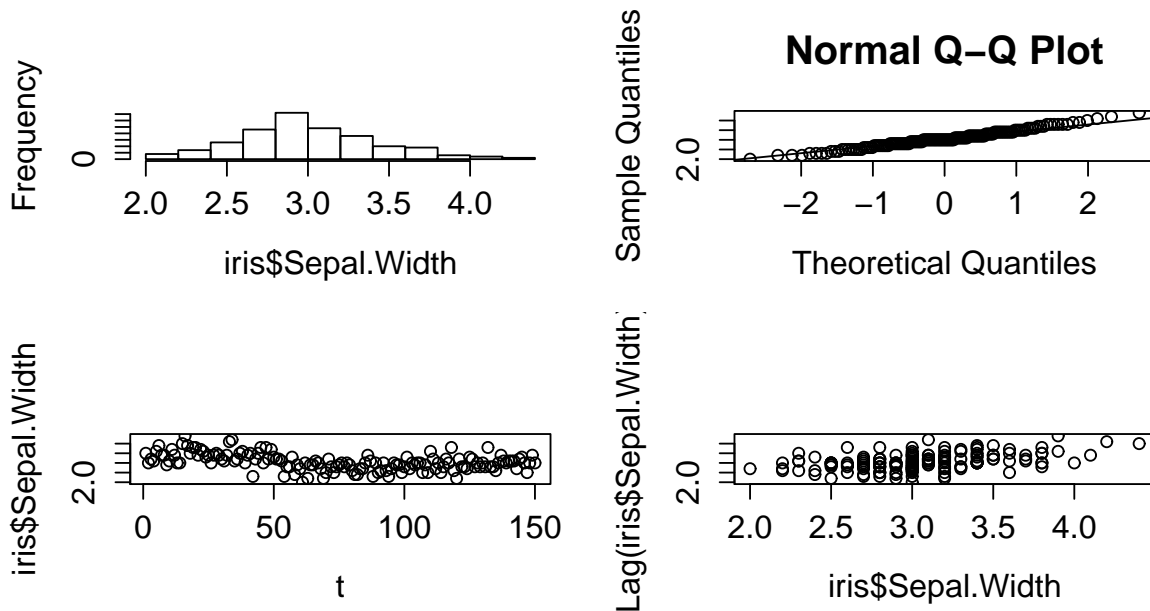 Frequency
0
2.0 2.5 3.0 3.5 4.0
iris$Sepal.Width
Normal Q−Q Plot
Sample Quantiles
2.0
−2 −1 0 1 2
Theoretical Quantiles
iris$Sepal.Width
2.0
0 50 100 150
t
Lag(iris$Sepal.Width)
2.0
2.0 2.5 3.0 3.5 4.0
iris$Sepal.Width